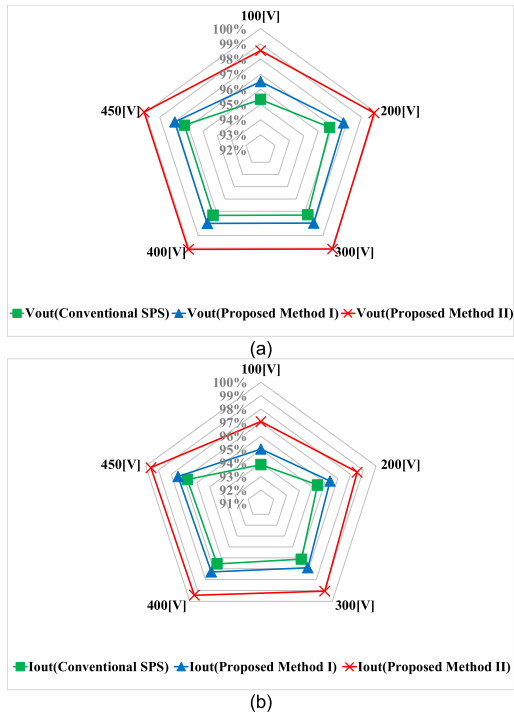 100[V]
100%
99%
98%
97%
96%
95%
94%
93%
92%
450[V]
200[V]
400[V]
300[V]
Vout(Conventional SPS) Vout(Proposed Method I) Vout(Proposed Method II)
(a)
100[V]
100%
99%
98%
97%
96%
95%
94%
93%
92%
91%
450[V]
200[V]
400[V]
300[V]
Iout(Conventional SPS) Iout(Proposed Method I) Iout(Proposed Method II)
(b)